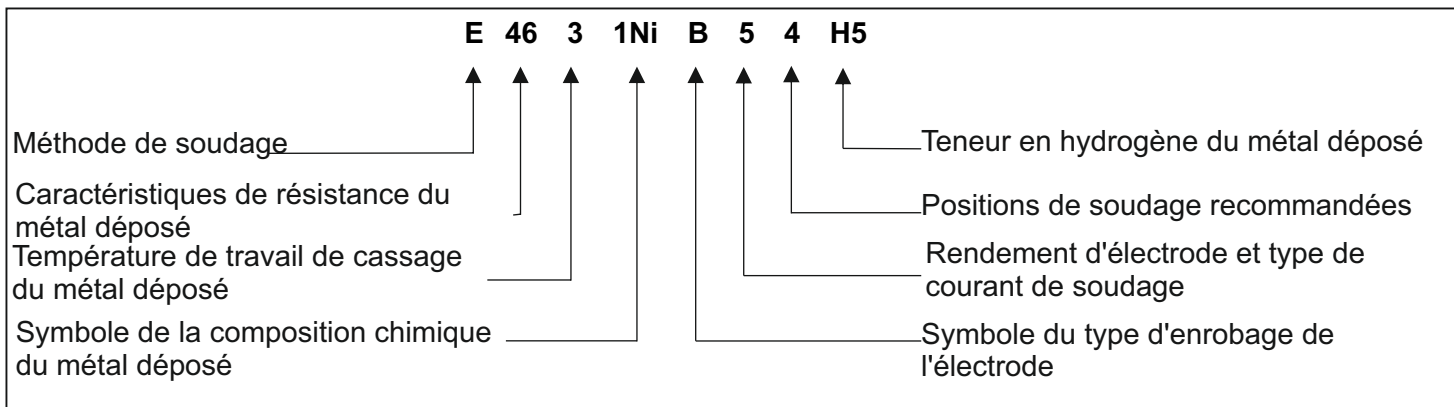 E 46 3 1Ni B 5 4 H5
Méthode de soudage
Caractéristiques de résistance du
métal déposé
Température de travail de cassage
du métal déposé
Symbole de la composition chimique
du métal déposé
Teneur en hydrogène du métal déposé
Positions de soudage recommandées
Rendement d'électrode et type de
courant de soudage
Symbole du type d'enrobage de
l'électrode